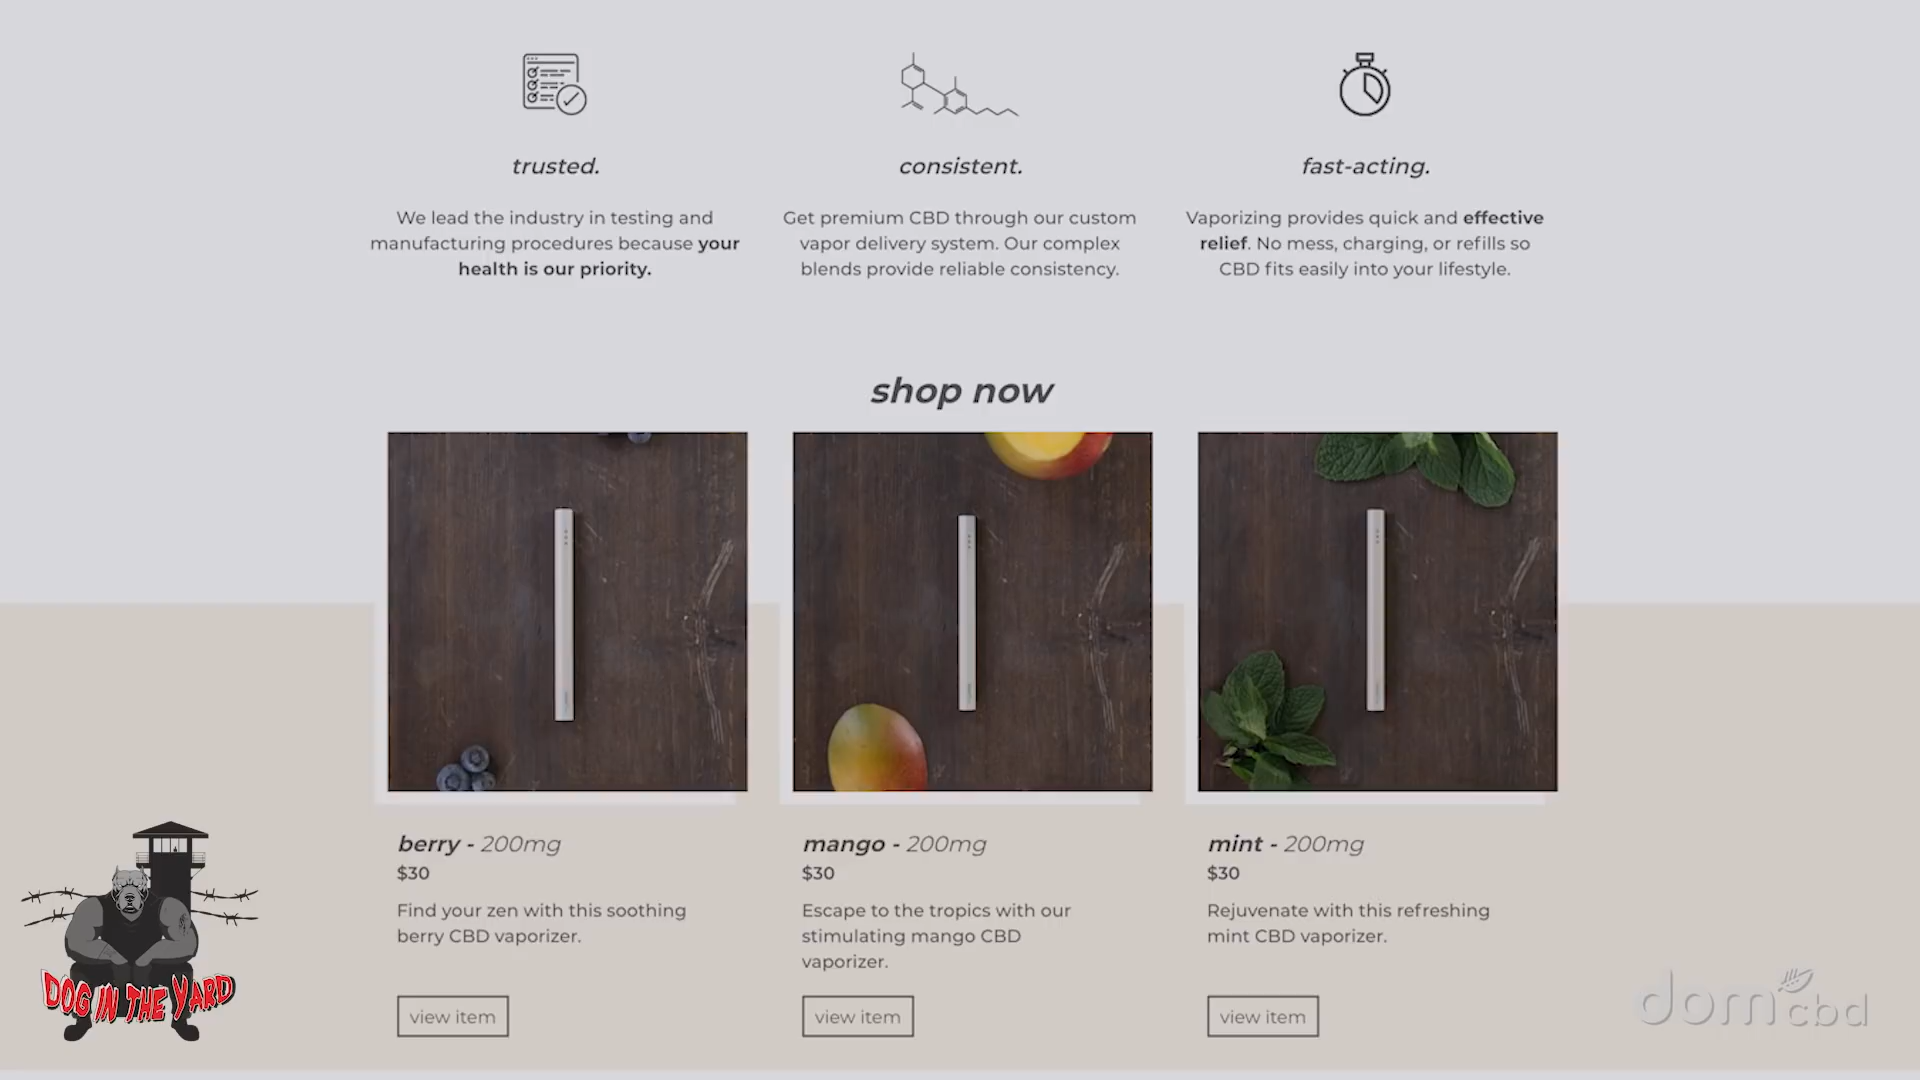 trusted.
We lead the industry in testing and
manufacturing procedures because your
health is our priority.
consistent.
Get premium CBD through our custom
vapor delivery system. Our complex
blends provide reliable consistency.
fast-acting.
Vaporizing provides quick and effective
relief. No mess, charging, or refills so
CBD fits easily into your lifestyle.
shop now
berry - 200mg
$30
Find your zen with this soothing
berry CBD vaporizer.
view item
mango - 200mg
$30
Escape to the tropics with our
stimulating mango CBD
vaporizer.
view item
mint - 200mg
$30
Rejuvenate with this refreshing
mint CBD vaporizer.
view item
DOG IN THE YARD
dom cbd